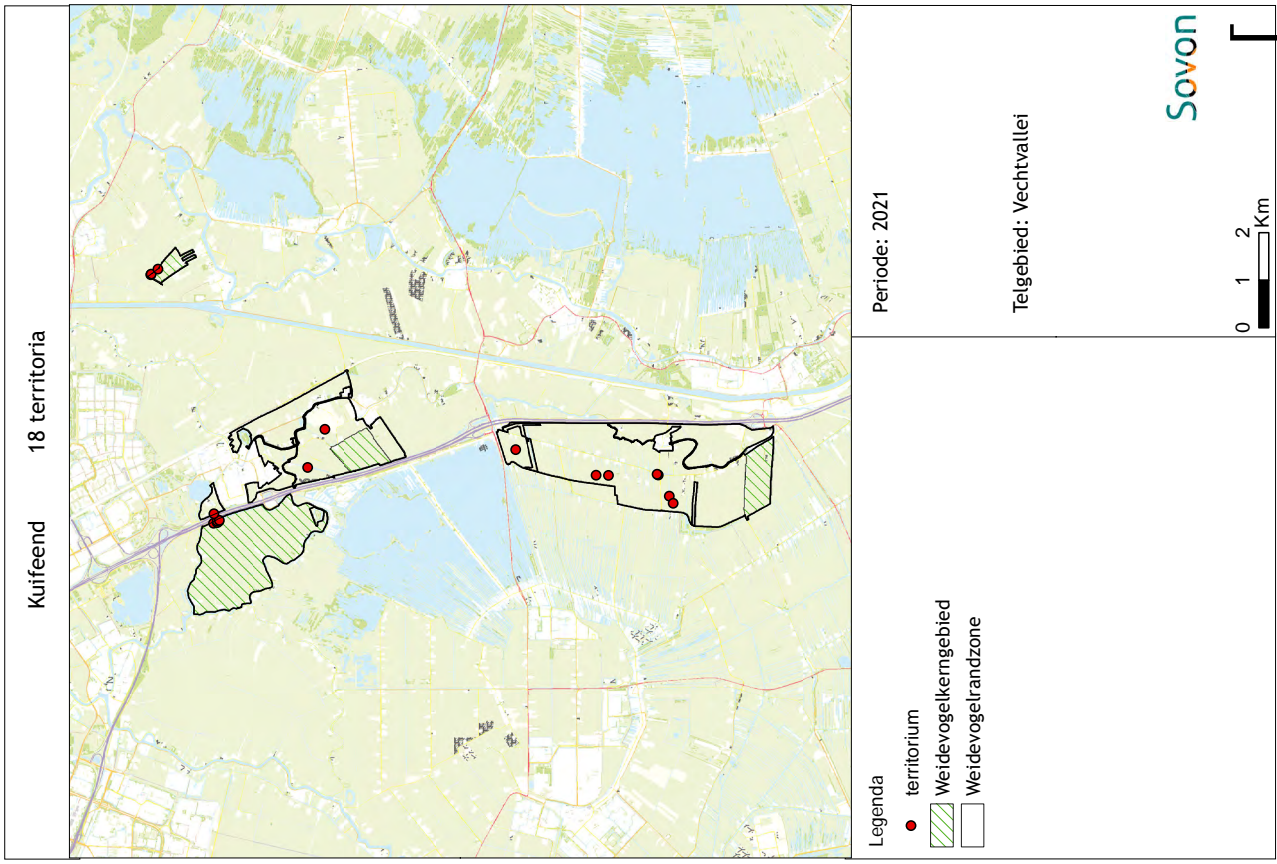 Kuifeend 18 territoria
Legenda
territorium
Weidevogelkerngebied
Weidevogelrandzone
Periode: 2021
Telgebied: Vechtvallei
0 1 2
Km
Sovon